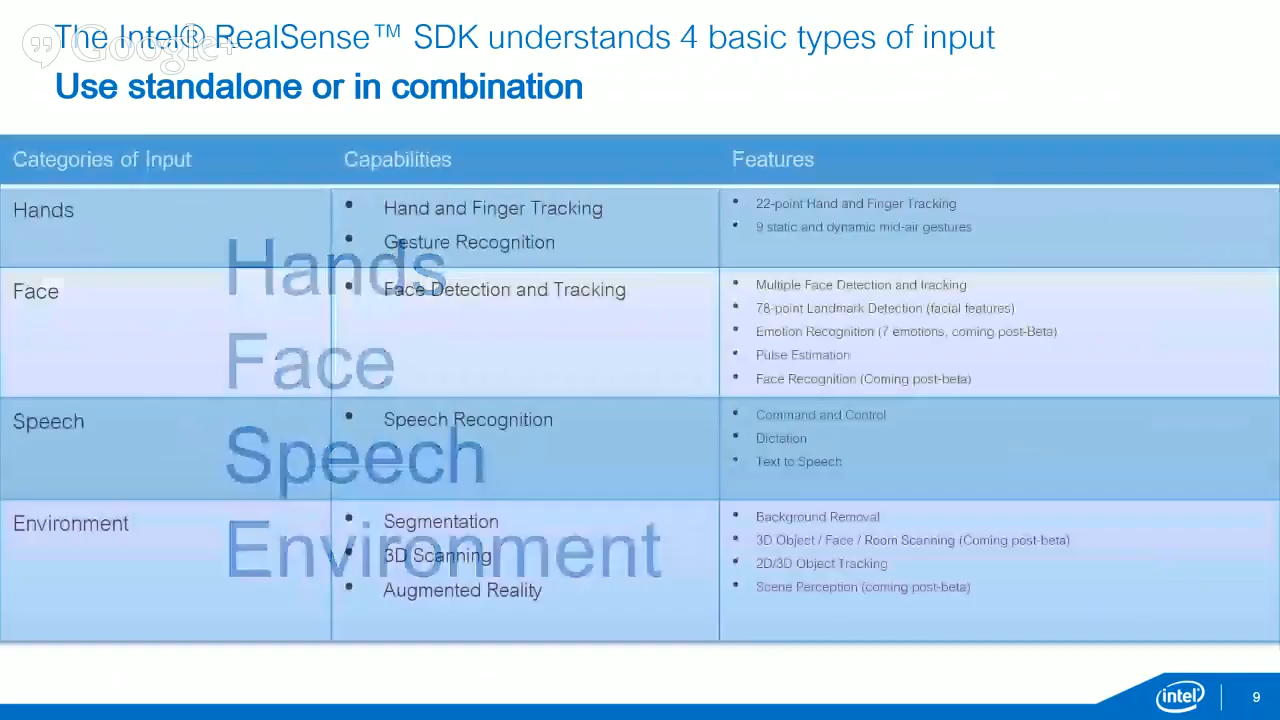 The Intel® RealSense™ SDK understands 4 basic types of input
Google+
Use standalone or in combination
Categories of Input
Capabilities
Features
Hands
Hand and Finger Tracking
Gesture Recognition
22-point Hand and Finger Tracking
9 static and dynamic mid-air gestures
Face
Face Detection and Tracking
Multiple Face Detection and tracking
78-point Landmark Detection (facial features)
Emotion Recognition (7 emotions, coming post-Beta)
Pulse Estimation
Face Recognition (Coming post-beta)
Speech
Speech Recognition
Command and Control
Dictation
Text to Speech
Environment
Segmentation
3D Scanning
Augmented Reality
Background Removal
3D Object / Face / Room Scanning (Coming post-beta)
2D/3D Object Tracking
Scene Perception (coming post-beta)
Hands
Face
Speech
Environment
intel
9